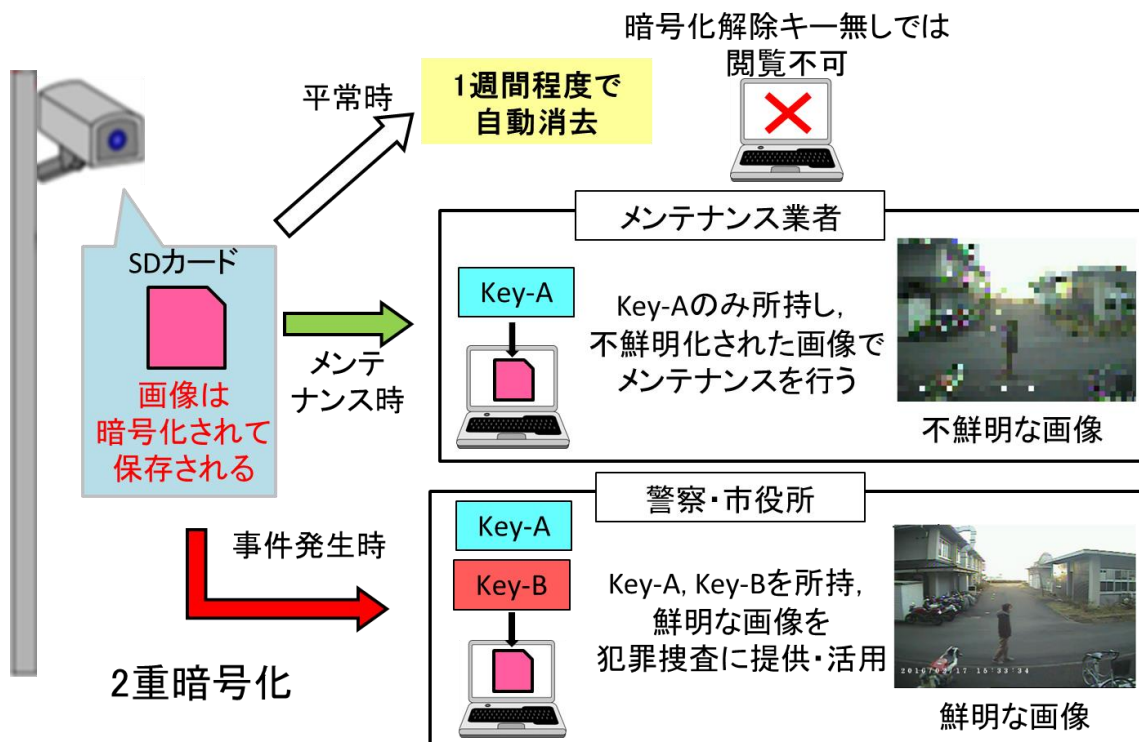 暗号化解除キー無しでは
閲覧不可
平常時
1週間程度で
自動消去
SDカード
画像は
暗号化されて
保存される
メンテ
ナンス時
メンテナンス業者
Key-A
Key-Aのみ所持し,
不鮮明化された画像で
メンテナンスを行う
不鮮明な画像
事件発生時
2重暗号化
警察・市役所
Key-A
Key-B
Key-A, Key-Bを所持,
鮮明な画像を
犯罪捜査に提供・活用
鮮明な画像